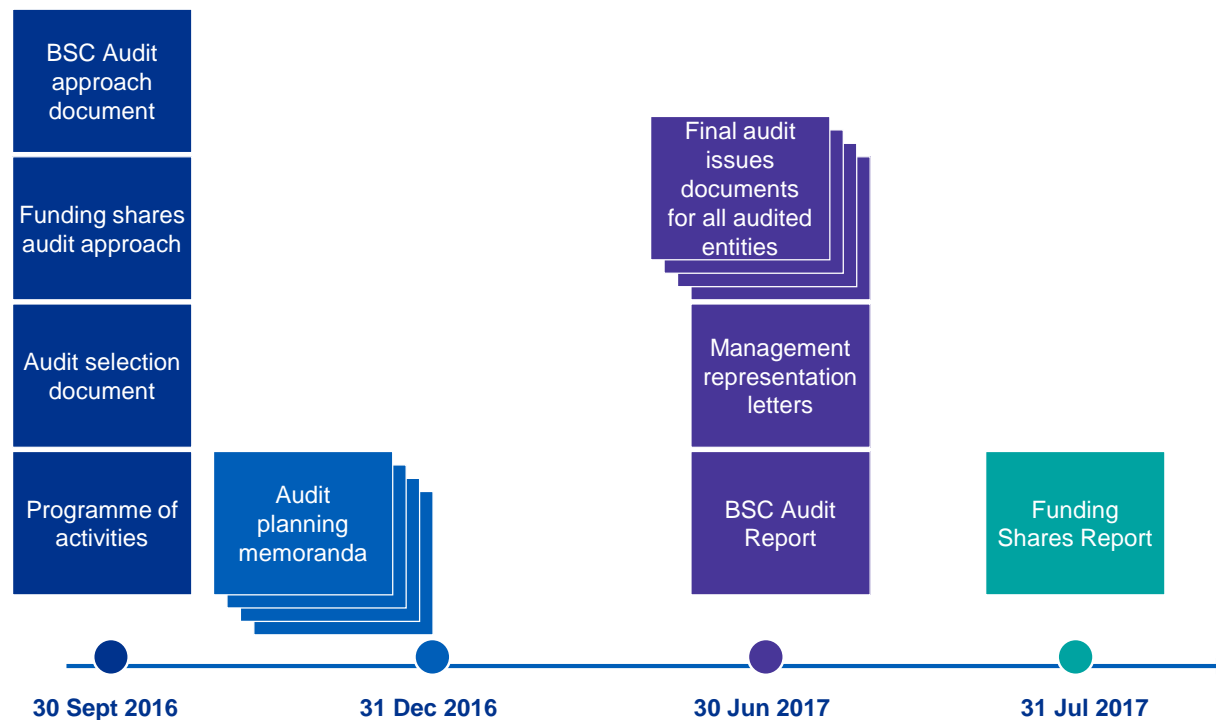 BSC Audit
approach
document
Funding shares
audit approach
Audit selection
document
Programme of
activities
Audit
planning
memoranda
Final audit
issues
documents
for all audited
entities
Management
representation
letters
BSC Audit
Report
Funding
Shares Report
30 Sept 2016
31 Dec 2016
30 Jun 2017
31 Jul 2017